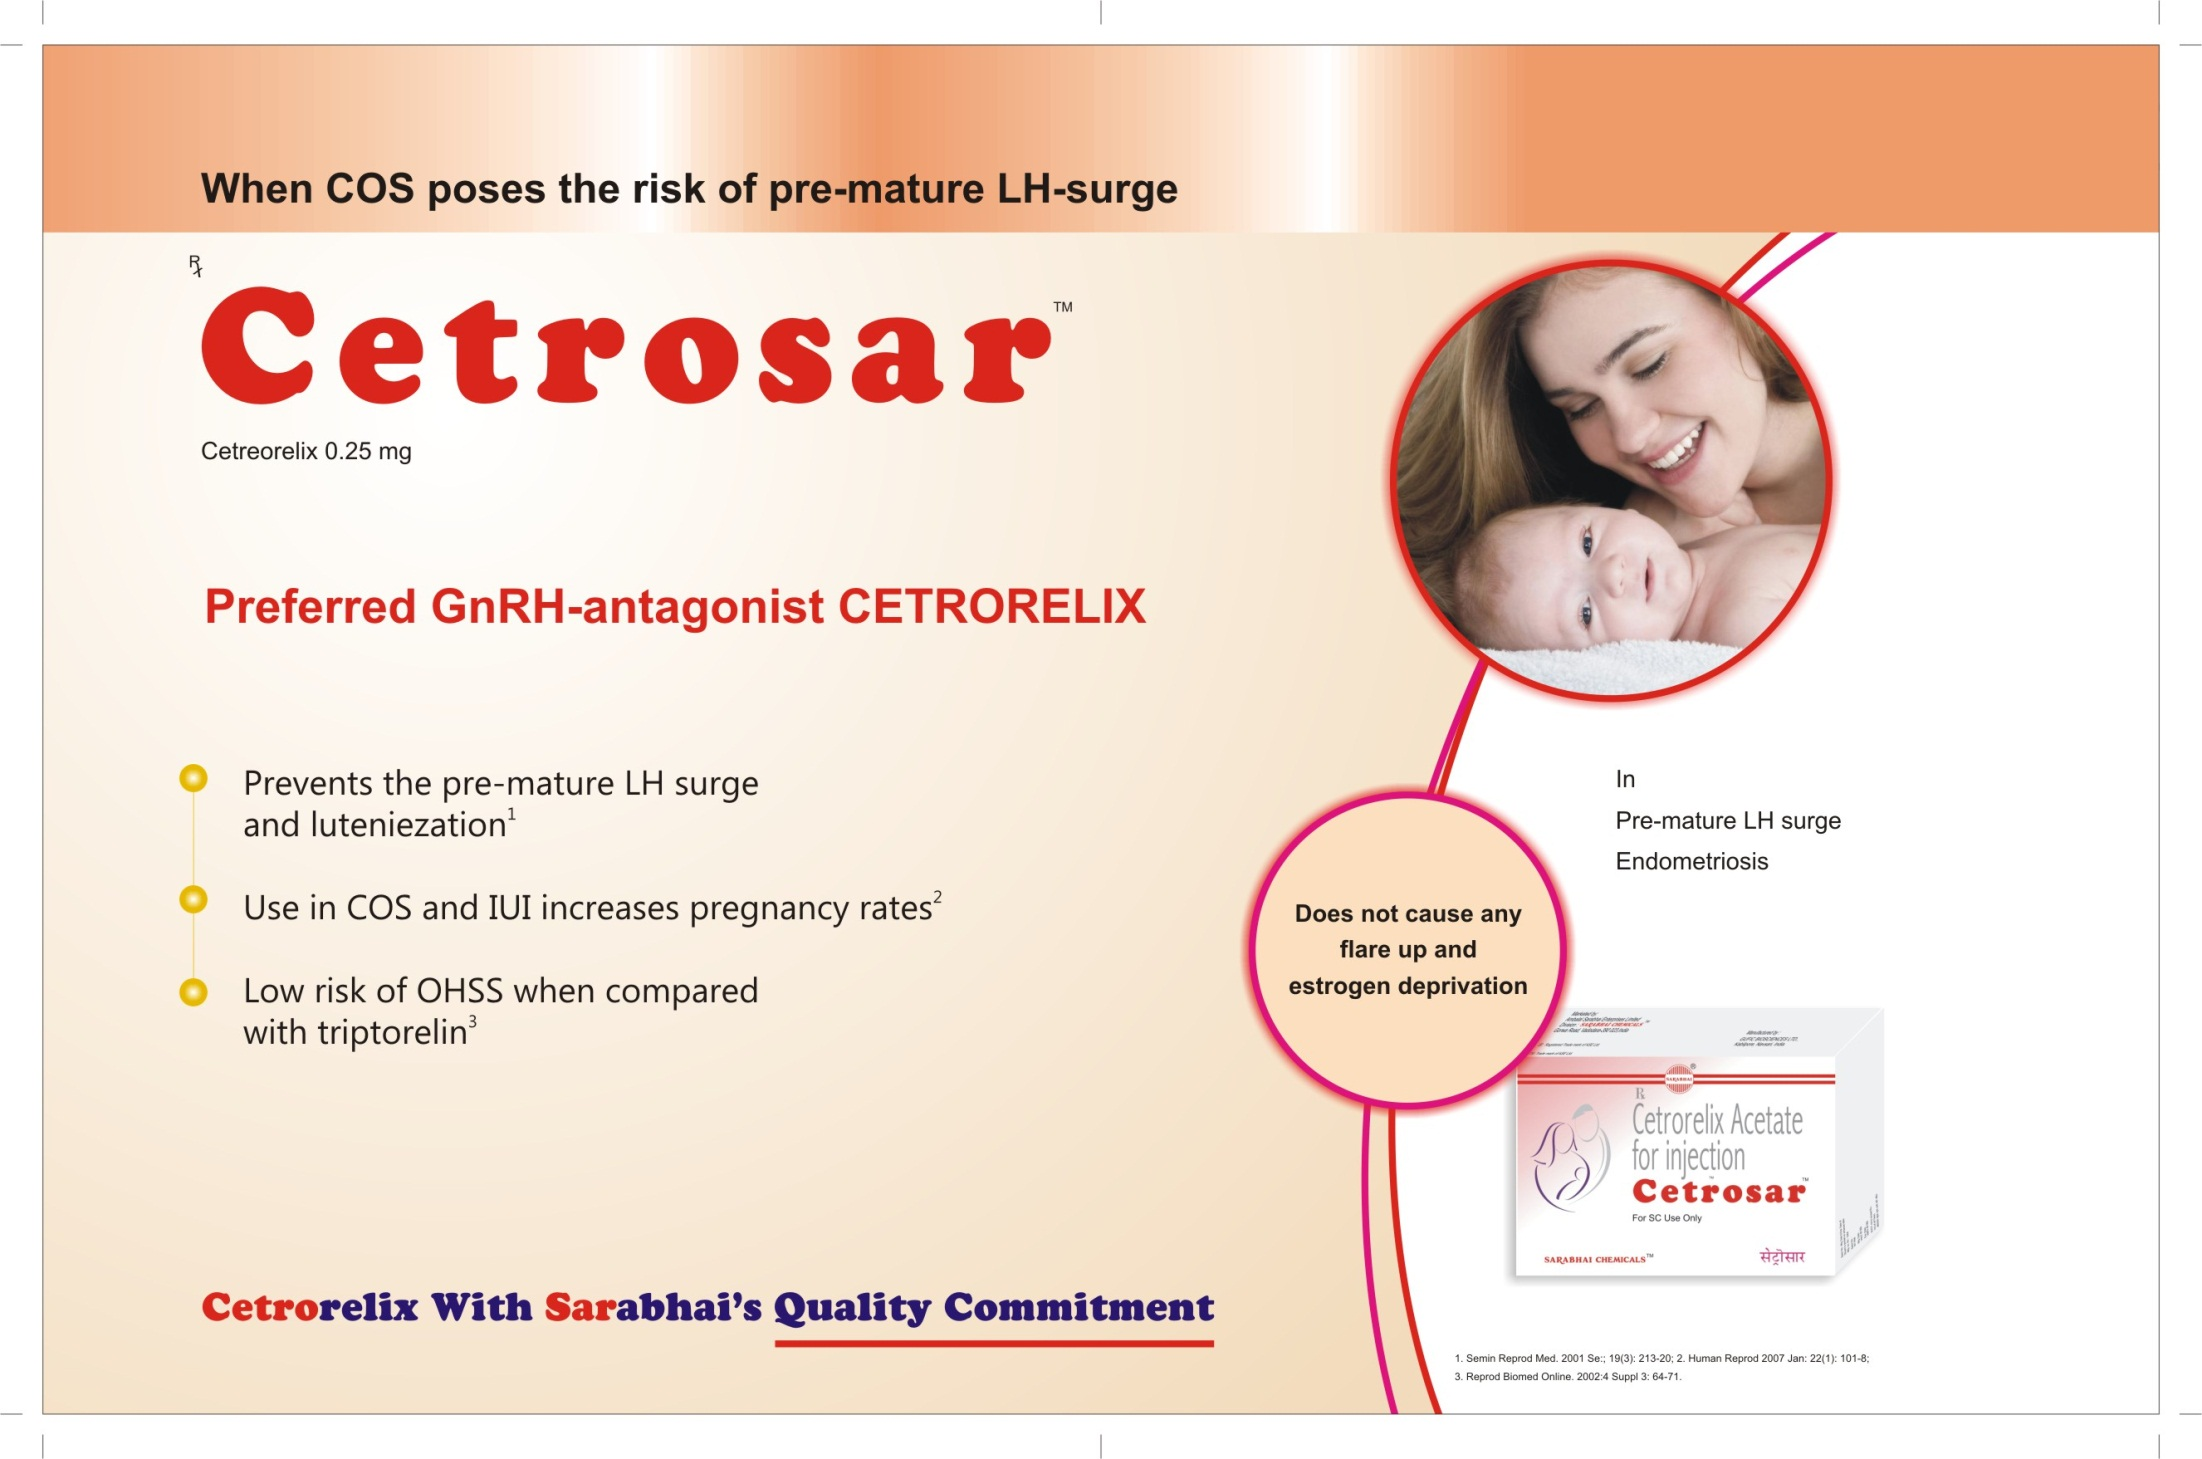 When COS poses the risk of pre-mature LH-surge
℞
Cetrosar™
Cetreorelix 0.25 mg
Preferred GnRH-antagonist CETRORELIX
Prevents the pre-mature LH surge
and luteniezation¹
Use in COS and IUI increases pregnancy rates²
Low risk of OHSS when compared
with triptorelin³
Does not cause any
flare up and
estrogen deprivation
In
Pre-mature LH surge
Endometriosis
SARABHAI CHEMICALS
SARABHAI®
℞
Cetrorelix Acetate
for injection
Cetrosar™
For SC Use Only
SARABHAI CHEMICALS™
सेट्रोसार
Cetrorelix With Sarabhai's Quality Commitment
1. Semin Reprod Med. 2001 Se:; 19(3): 213-20; 2. Human Reprod 2007 Jan: 22(1): 101-8;
3. Reprod Biomed Online. 2002:4 Suppl 3: 64-71.